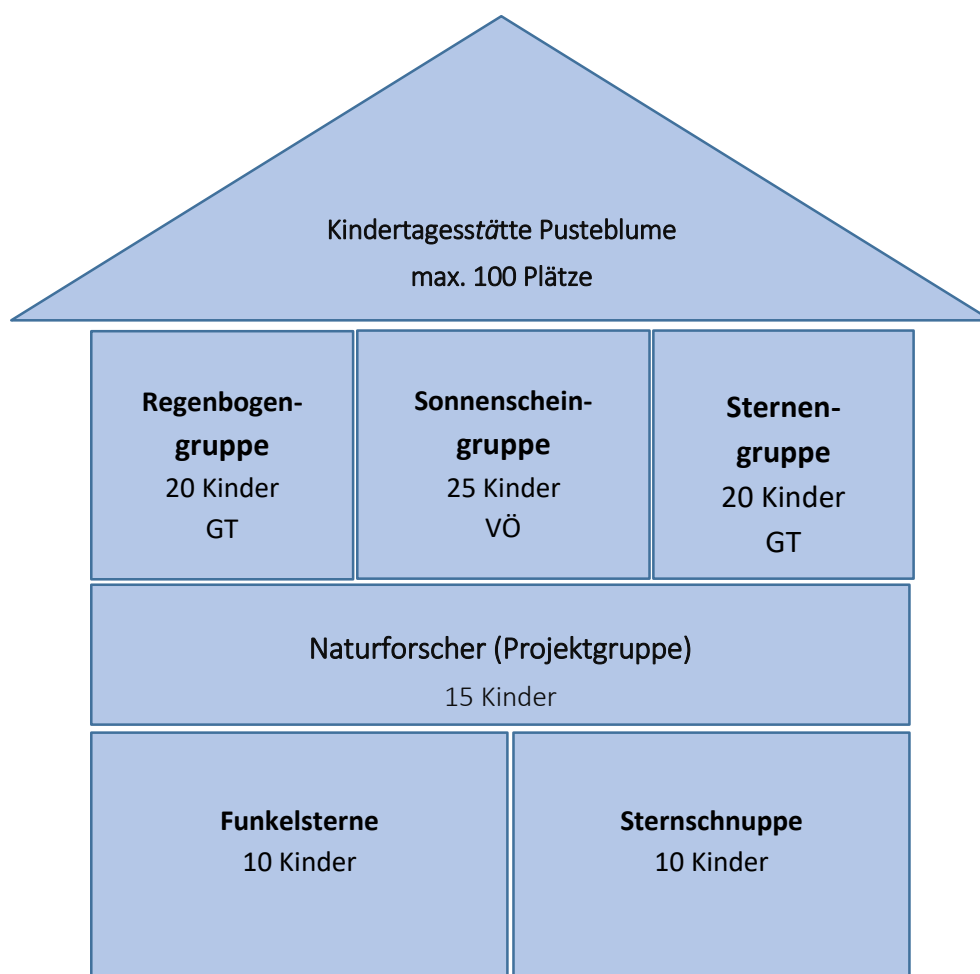 Kindertagesstätte Pusteblume
max. 100 Plätze
Regenbogen-
gruppe
20 Kinder
GT
Sonnenschein-
gruppe
25 Kinder
VÖ
Sternen-
gruppe
20 Kinder
GT
Naturforscher (Projektgruppe)
15 Kinder
Funkelsterne
10 Kinder
Sternschnuppe
10 Kinder